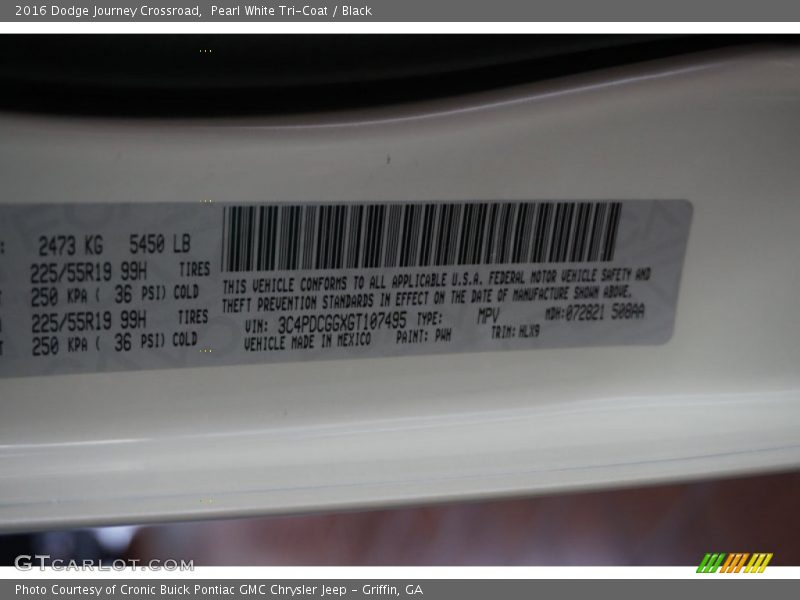 2016 Dodge Journey Crossroad, Pearl White Tri-Coat / Black
: 2473 KG 5450 LB
225/55R19 99H TIRES
250 KPA ( 36 PSI) COLD
225/55R19 99H TIRES
250 KPA ( 36 PSI) COLD
THIS VEHICLE CONFORMS TO ALL APPLICABLE U.S.A. FEDERAL MOTOR VEHICLE SAFETY AND
THEFT PREVENTION STANDARDS IN EFFECT ON THE DATE OF MANUFACTURE SHOWN ABOVE.
VIN: 3C4PDCGGXGT107495 TYPE: MPV MDH:072821 508AA
VEHICLE MADE IN MEXICO PAINT: PWH TRIM: HLX9
GTCARLOT.COM
Photo Courtesy of Cronic Buick Pontiac GMC Chrysler Jeep - Griffin, GA